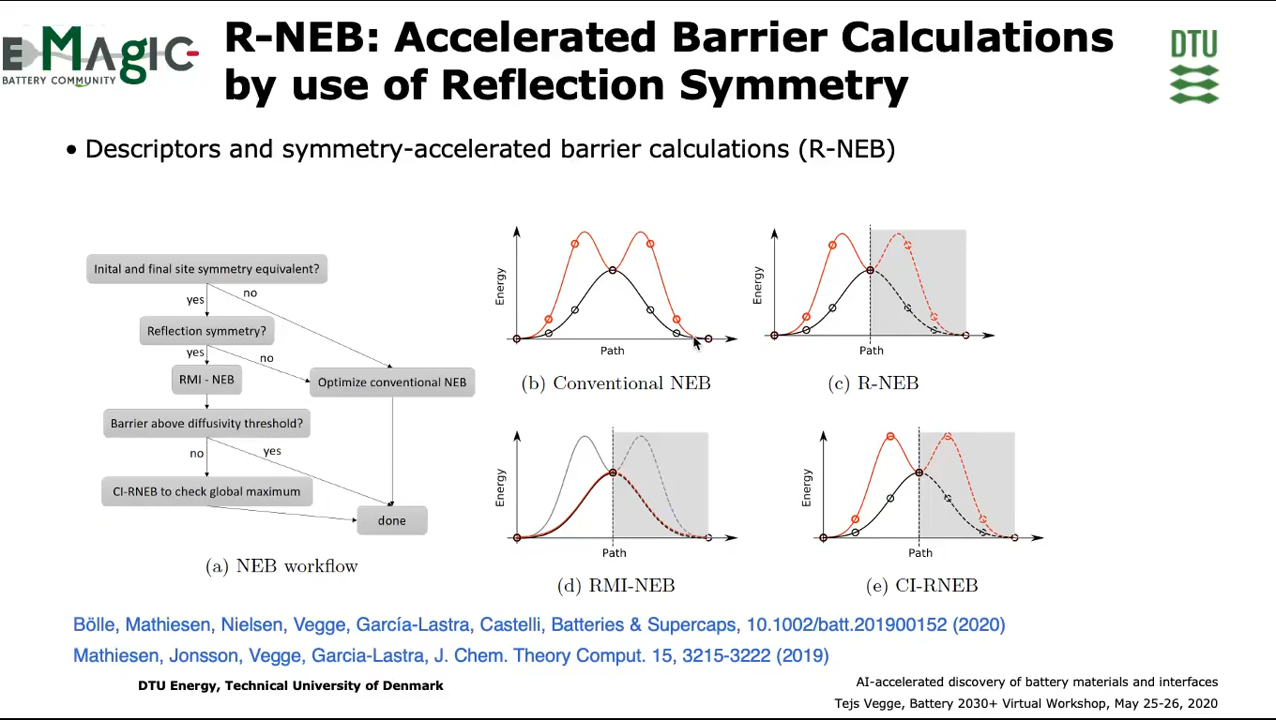 E MAgiC
BATTERY COMMUNITY
R-NEB: Accelerated Barrier Calculations
by use of Reflection Symmetry
DTU
• Descriptors and symmetry-accelerated barrier calculations (R-NEB)
Inital and final site symmetry equivalent?
yes
no
Reflection symmetry?
yes
no
RMI - NEB
Optimize conventional NEB
Barrier above diffusivity threshold?
no
yes
CI-RNEB to check global maximum
done
(a) NEB workflow
Energy
Path
(b) Conventional NEB
Energy
Path
(c) R-NEB
Energy
Path
(d) RMI-NEB
Energy
Path
(e) CI-RNEB
Bölle, Mathiesen, Nielsen, Vegge, García-Lastra, Castelli, Batteries & Supercaps, 10.1002/batt.201900152 (2020)
Mathiesen, Jonsson, Vegge, Garcia-Lastra, J. Chem. Theory Comput. 15, 3215-3222 (2019)
DTU Energy, Technical University of Denmark
AI-accelerated discovery of battery materials and interfaces
Tejs Vegge, Battery 2030+ Virtual Workshop, May 25-26, 2020